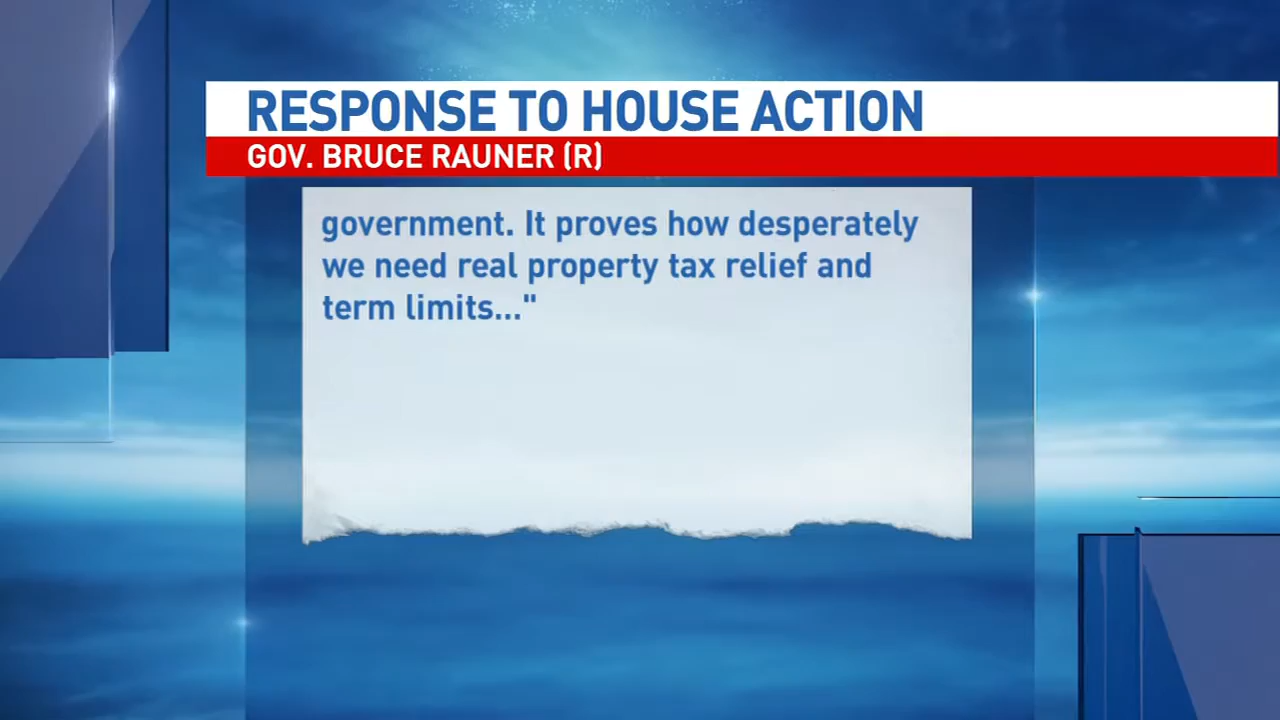 RESPONSE TO HOUSE ACTION
GOV. BRUCE RAUNER (R)
government. It proves how desperately
we need real property tax relief and
term limits..."